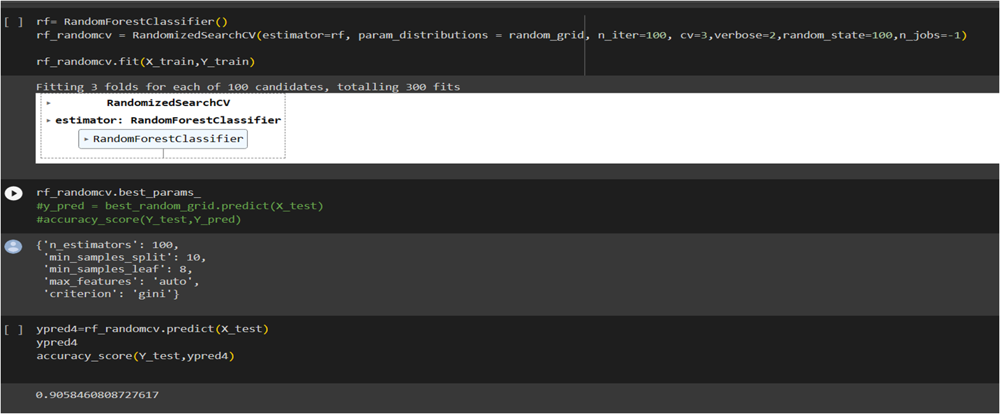 [ ] rf= RandomForestClassifier()
rf_randomcv = RandomizedSearchCV(estimator=rf, param_distributions = random_grid, n_iter=100, cv=3,verbose=2,random_state=100,n_jobs=-1)
rf_randomcv.fit(X_train,Y_train)
Fitting 3 folds for each of 100 candidates, totalling 300 fits
▸ RandomizedSearchCV
▸ estimator: RandomForestClassifier
▸ RandomForestClassifier
rf_randomcv.best_params_
#y_pred = best_random_grid.predict(X_test)
#accuracy_score(Y_test,Y_pred)
{'n_estimators': 100,
'min_samples_split': 10,
'min_samples_leaf': 8,
'max_features': 'auto',
'criterion': 'gini'}
[ ] ypred4=rf_randomcv.predict(X_test)
ypred4
accuracy_score(Y_test,ypred4)
0.9058460808727617